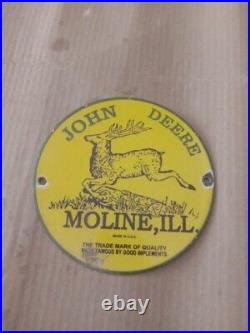 JOHN DEERE
MOLINE, ILL.
MADE IN U.S.A.
THE TRADE MARK OF QUALITY
MADE FAMOUS BY GOOD IMPLEMENTS